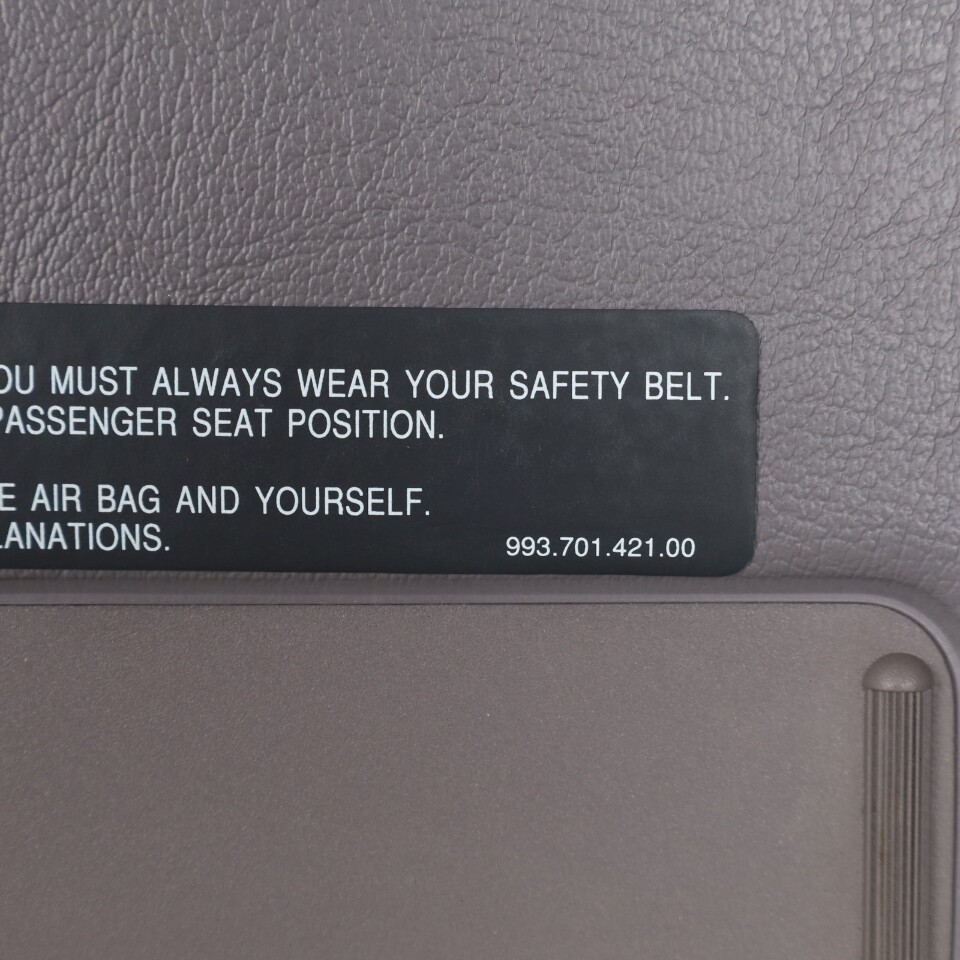 OU MUST ALWAYS WEAR YOUR SAFETY BELT.
PASSENGER SEAT POSITION.
E AIR BAG AND YOURSELF.
LANATIONS.
993.701.421.00